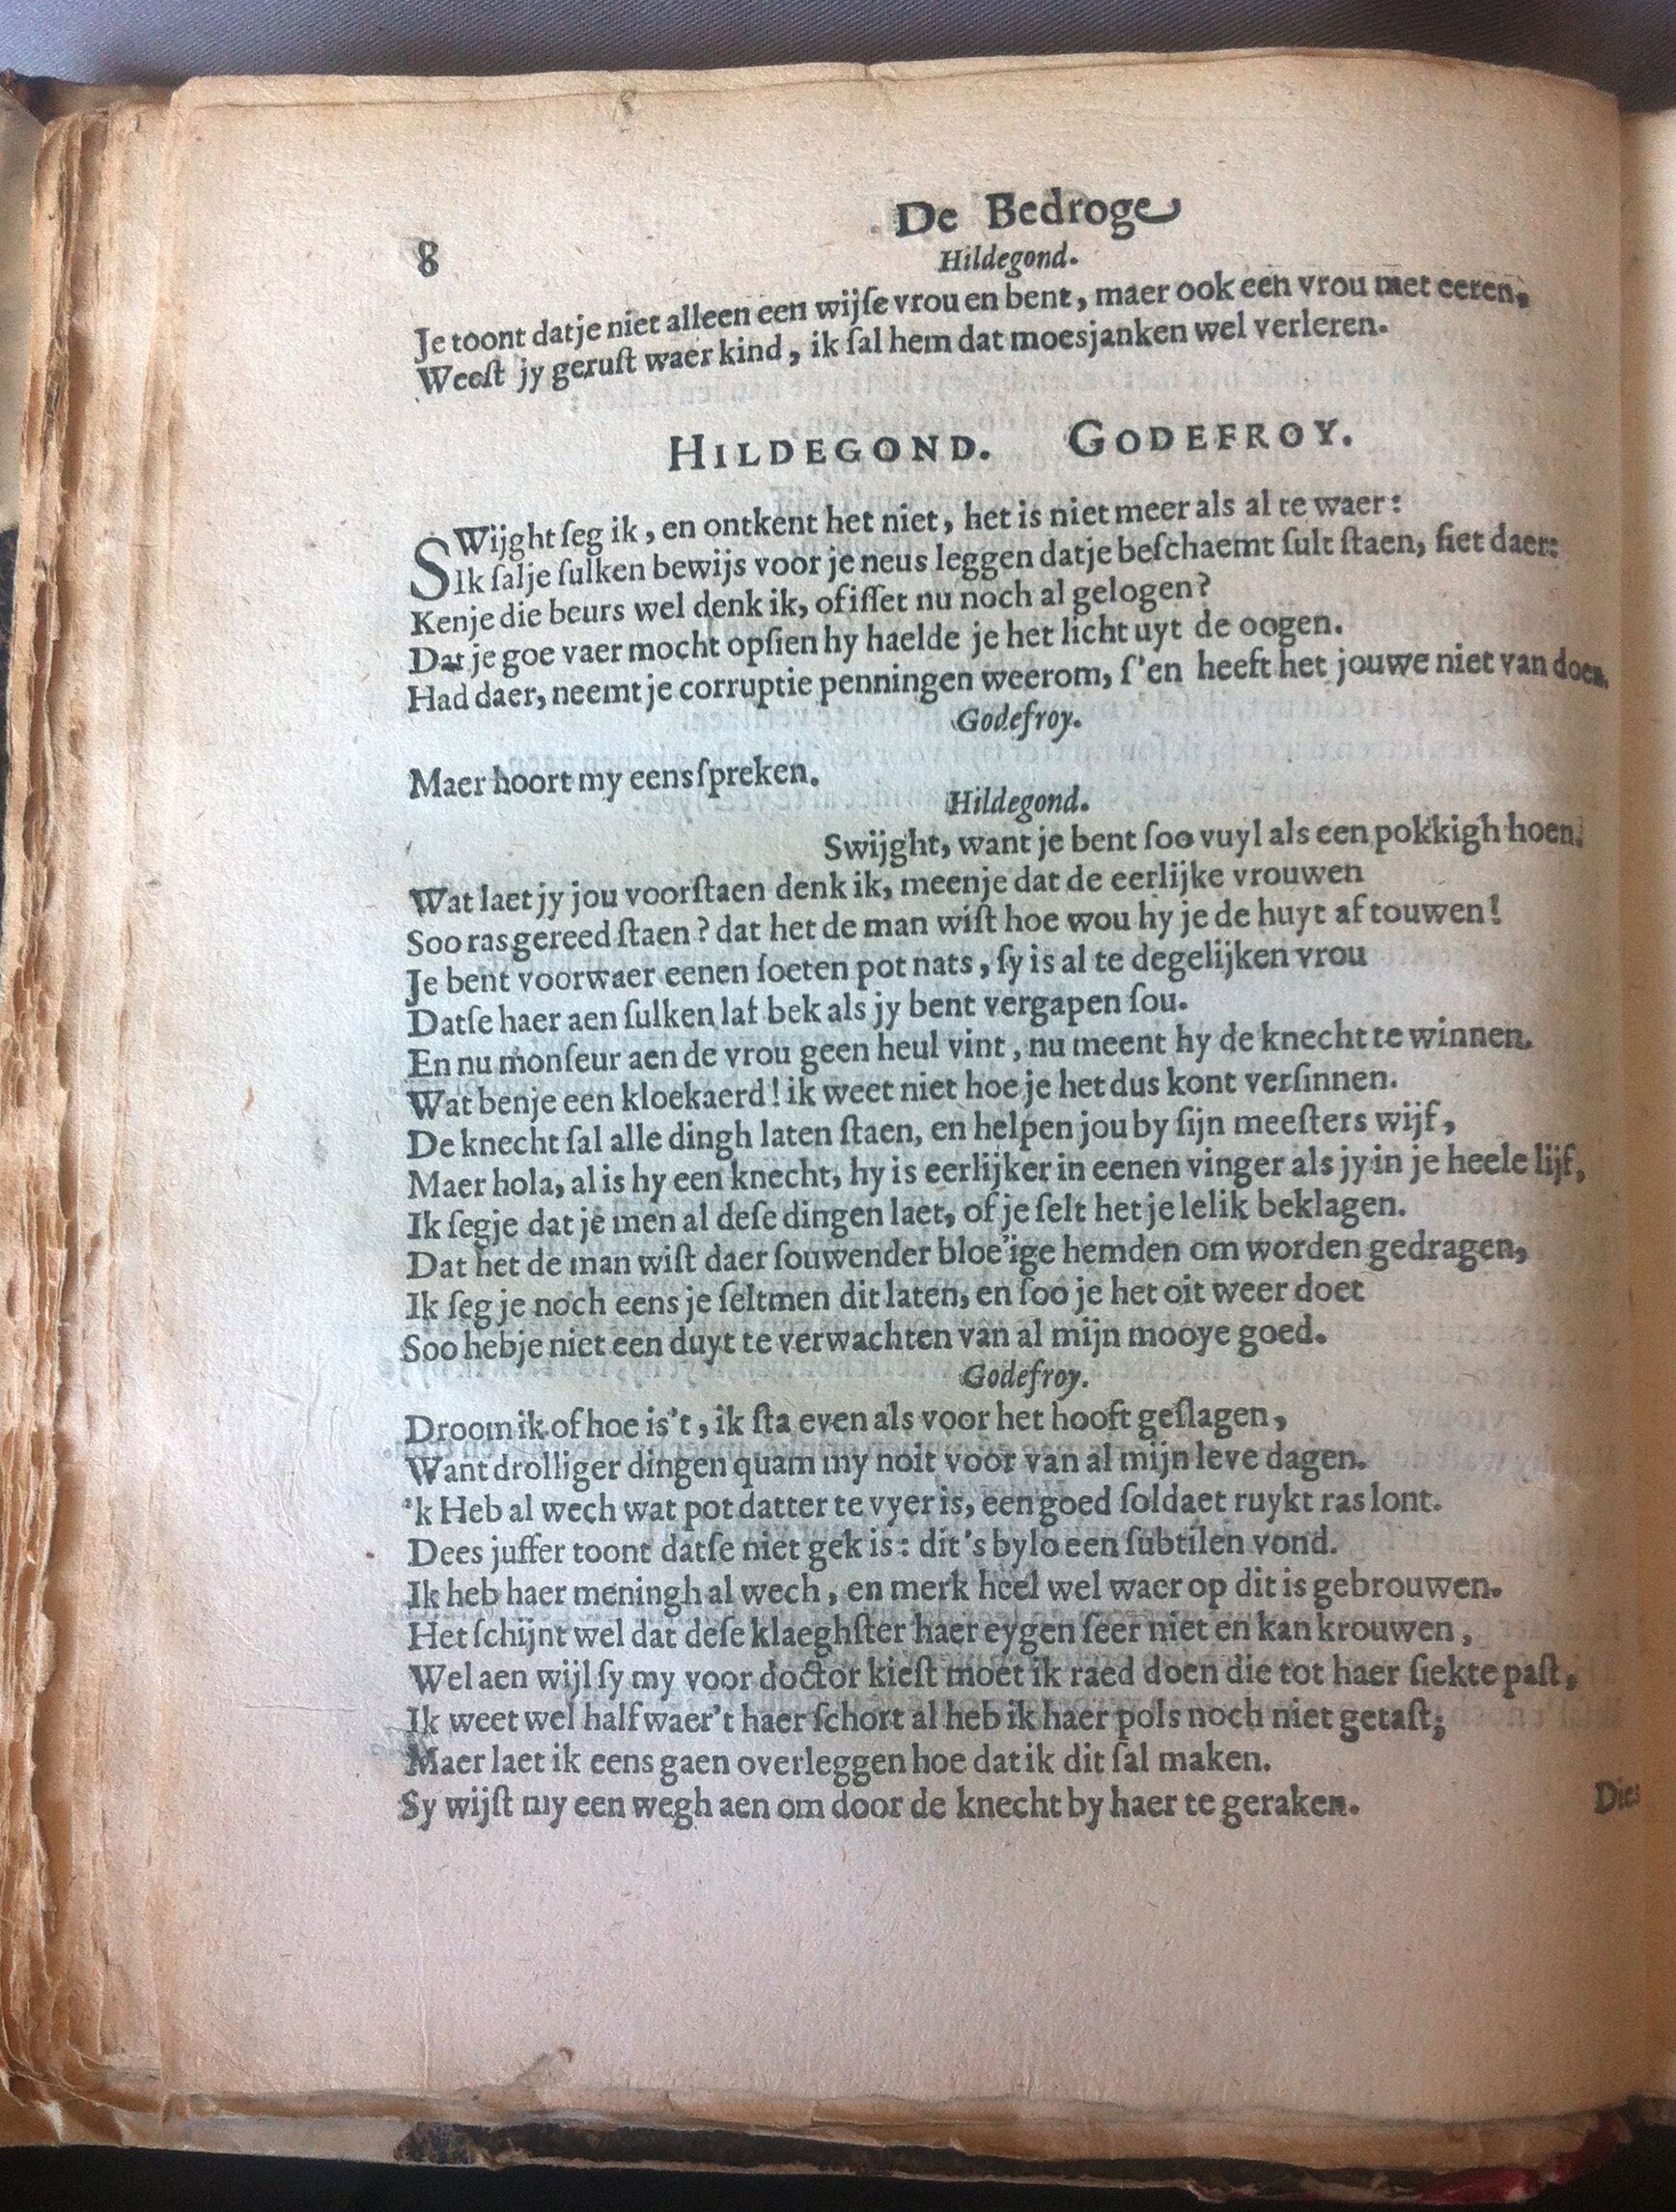 8
De Bedroge
Hildegond.
Je toont datje niet alleen een wijſe vrou en bent, maer ook een vrou met eeren,
Weeſt jy geruſt waer kind, ik ſal hem dat moesjanken wel verleren.
HILDEGOND. GODEFROY.
SWijght ſeg ik, en ontkent het niet, het is niet meer als al te waer:
Ik ſalje ſulken bewijs voor je neus leggen datje beſchaemt ſult ſtaen, ſiet daer:
Kenje die beurs wel denk ik, of iſſet nu noch al gelogen?
Dat je goe vaer mocht opſien hy haelde je het licht uyt de oogen.
Had daer, neemt je corruptie penningen weerom, ſ'en heeft het jouwe niet van doen.
Godefroy.
Maer hoort my eens ſpreken.
Hildegond.
Swijght, want je bent ſoo vuyl als een pokkigh hoen.
Wat laet jy jou voorſtaen denk ik, meenje dat de eerlijke vrouwen
Soo ras gereed ſtaen? dat het de man wiſt hoe wou hy je de huyt af touwen!
Je bent voorwaer eenen ſoeten pot nats, ſy is al te degelijken vrou
Datſe haer aen ſulken laf bek als jy bent vergapen ſou.
En nu monſeur aen de vrou geen heul vint, nu meent hy de knecht te winnen.
Wat benje een kloekaerd! ik weet niet hoe je het dus kont verſinnen.
De knecht ſal alle dingh laten ſtaen, en helpen jou by ſijn meeſters wijf,
Maer hola, al is hy een knecht, hy is eerlijker in eenen vinger als jy in je heele lijf,
Ik ſegje dat je men al deſe dingen laet, of je ſelt het je lelik beklagen.
Dat het de man wiſt daer ſouwender bloe'ige hemden om worden gedragen,
Ik ſeg je noch eens je ſeltmen dit laten, en ſoo je het oit weer doet
Soo hebje niet een duyt te verwachten van al mijn mooye goed.
Godefroy.
Droom ik of hoe is't, ik ſta even als voor het hooft geſlagen,
Want drolliger dingen quam my noit voor van al mijn leve dagen.
'k Heb al wech wat pot datter te vyer is, een goed ſoldaet ruykt ras lont.
Dees juffer toont datſe niet gek is: dit's bylo een ſubtilen vond.
Ik heb haer meningh al wech, en merk heel wel waer op dit is gebrouwen.
Het ſchijnt wel dat deſe klaeghſter haer eygen ſeer niet en kan krouwen,
Wel aen wijl ſy my voor doctor kieſt moet ik raed doen die tot haer ſiekte paſt,
Ik weet wel half waer't haer ſchort al heb ik haer pols noch niet getaſt;
Maer laet ik eens gaen overleggen hoe dat ik dit ſal maken.
Sy wijſt my een wegh aen om door de knecht by haer te geraken.
Dies